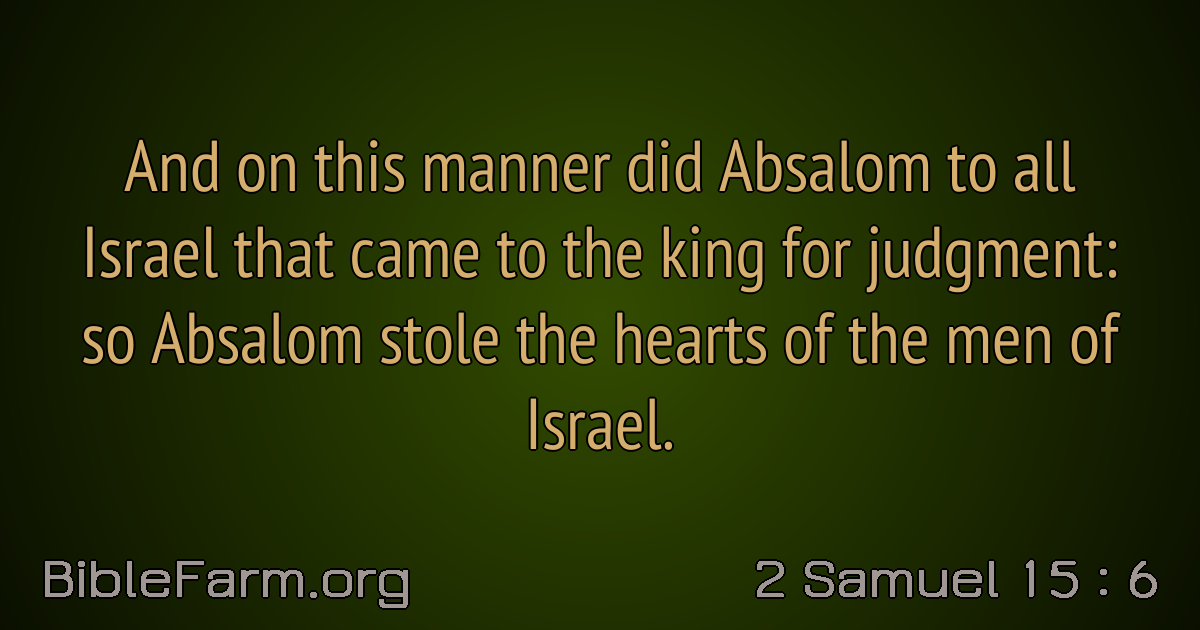 And on this manner did Absalom to all
Israel that came to the king for judgment:
so Absalom stole the hearts of the men of
Israel.
BibleFarm.org
2 Samuel 15 : 6